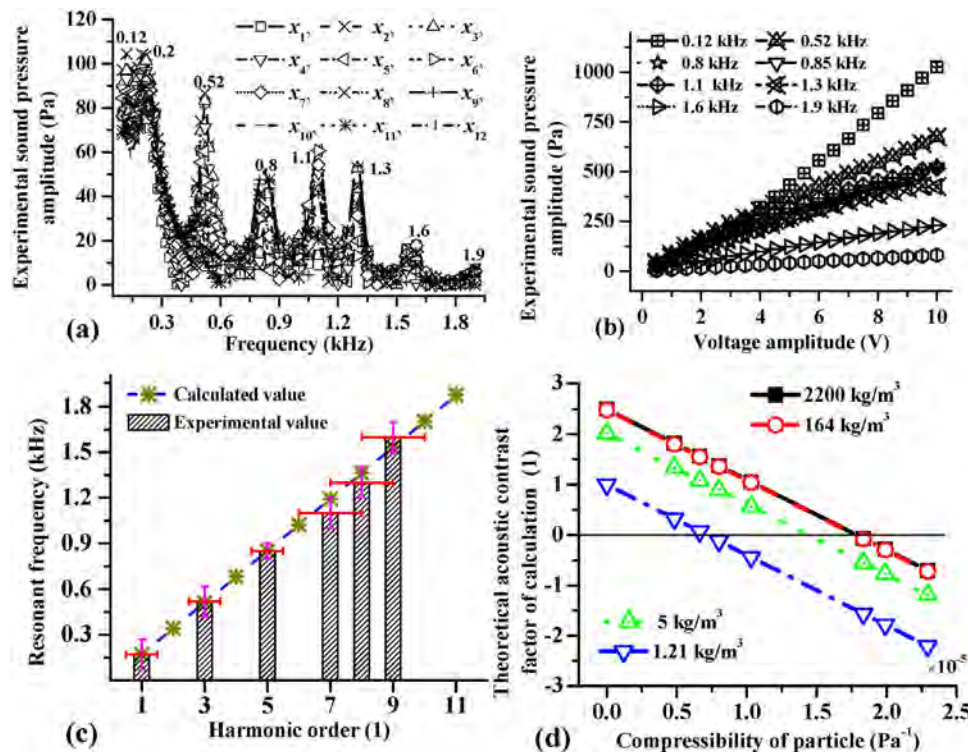 Experimental sound pressure
amplitude (Pa)
120
100
80
60
40
20
0
0.12
0.2
0.52
0.8
1.1
1.3
1.6
1.9
x₁, x₂, x₃,
x₄, x₅, x₆,
x₇, x₈, x₉,
x₁₀, x₁₁, x₁₂
0.3 0.6 0.9 1.2 1.5 1.8
(a) Frequency (kHz)
Experimental sound pressure
amplitude (Pa)
1000
750
500
250
0
0.12 kHz 0.52 kHz
0.8 kHz 0.85 kHz
1.1 kHz 1.3 kHz
1.6 kHz 1.9 kHz
0 2 4 6 8 10
(b) Voltage amplitude (V)
Resonant frequency (kHz)
1.8
1.5
1.2
0.9
0.6
0.3
Calculated value
Experimental value
1 3 5 7 9 11
(c) Harmonic order (1)
Theoretical acoustic contrast
factor of calculation (1)
3
2
1
0
-1
-2
-3
2200 kg/m³
164 kg/m³
5 kg/m³
1.21 kg/m³
×10⁻⁵
0.0 0.5 1.0 1.5 2.0 2.5
(d) Compressibility of particle (Pa⁻¹)